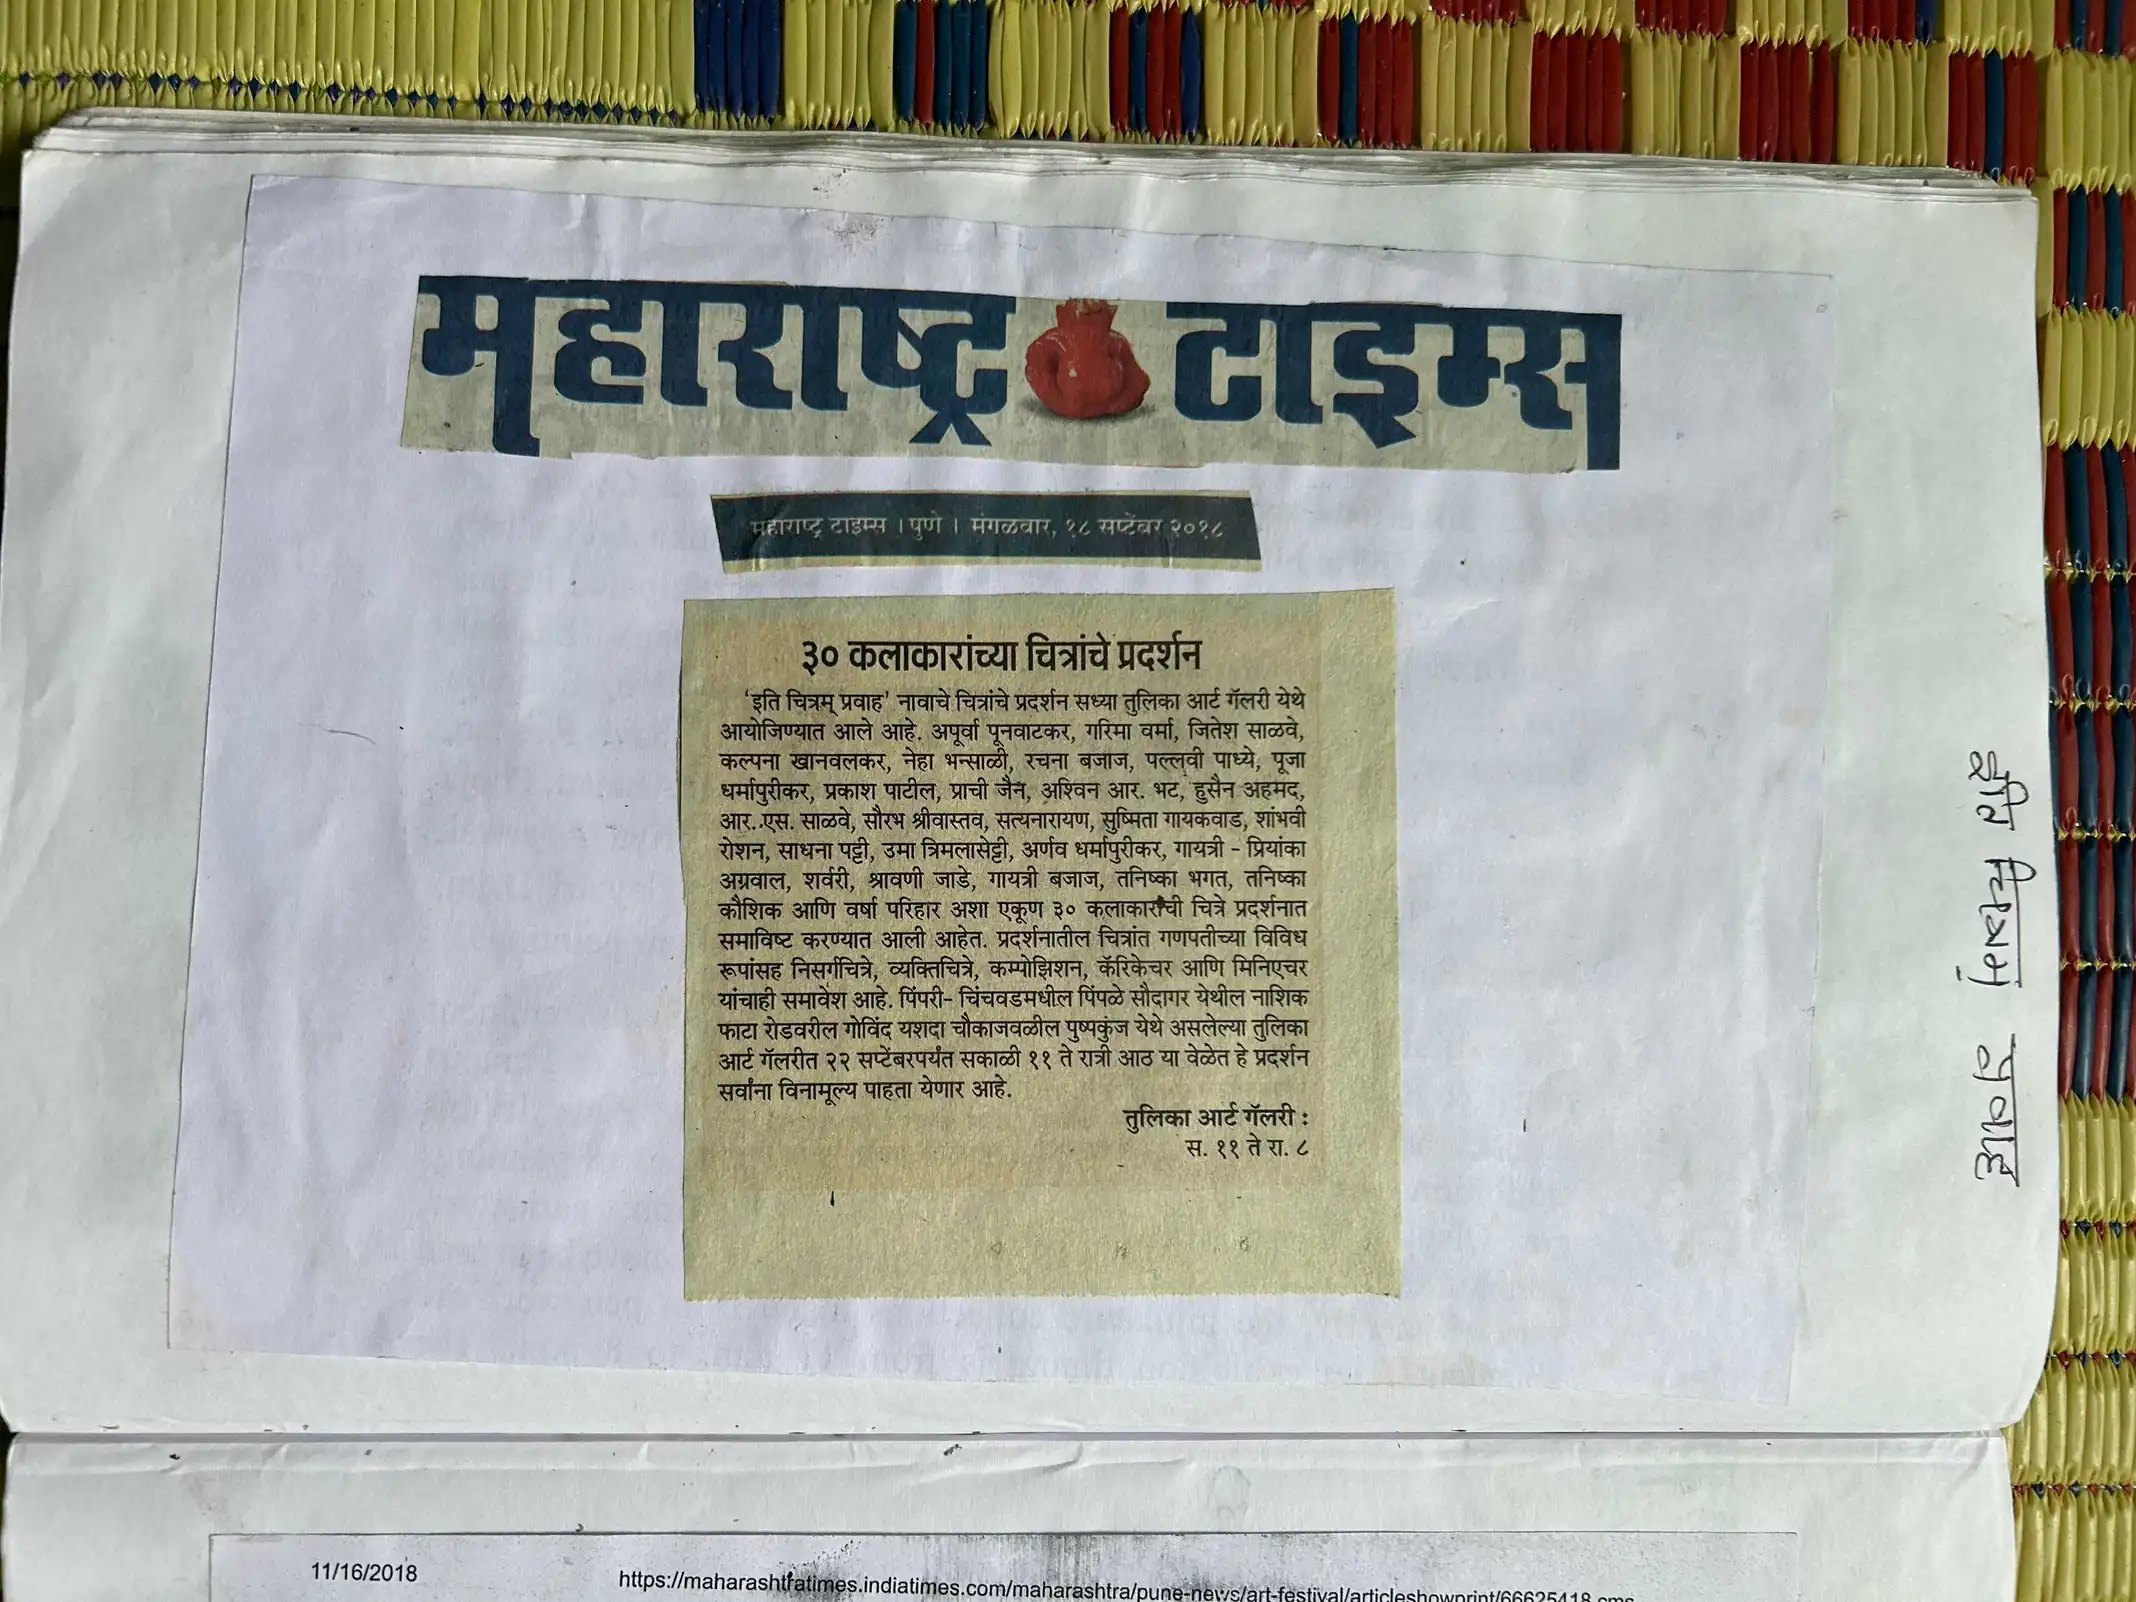 महाराष्ट्र टाइम्स
महाराष्ट्र टाइम्स । पुणे । मंगळवार, १८ सप्टेंबर २०१८
३० कलाकारांच्या चित्रांचे प्रदर्शन
'इति चित्रम् प्रवाह' नावाचे चित्रांचे प्रदर्शन सध्या तुलिका आर्ट गॅलरी येथे
आयोजिण्यात आले आहे. अपूर्वा पूनवाटकर, गरिमा वर्मा, जितेश साळवे,
कल्पना खानवलकर, नेहा भन्साळी, रचना बजाज, पल्लवी पाध्ये, पूजा
धर्मापुरीकर, प्रकाश पाटील, प्राची जैन, अश्विन आर. भट, हुसैन अहमद,
आर..एस. साळवे, सौरभ श्रीवास्तव, सत्यनारायण, सुष्मिता गायकवाड, शांभवी
रोशन, साधना पट्टी, उमा त्रिमलासेट्टी, अर्णव धर्मापुरीकर, गायत्री - प्रियांका
अग्रवाल, शर्वरी, श्रावणी जाडे, गायत्री बजाज, तनिष्का भगत, तनिष्का
कौशिक आणि वर्षा परिहार अशा एकूण ३० कलाकारांची चित्रे प्रदर्शनात
समाविष्ट करण्यात आली आहेत. प्रदर्शनातील चित्रांत गणपतीच्या विविध
रूपांसह निसर्गचित्रे, व्यक्तिचित्रे, कम्पोझिशन, कॅरिकेचर आणि मिनिएचर
यांचाही समावेश आहे. पिंपरी- चिंचवडमधील पिंपळे सौदागर येथील नाशिक
फाटा रोडवरील गोविंद यशदा चौकाजवळील पुष्पकुंज येथे असलेल्या तुलिका
आर्ट गॅलरीत २२ सप्टेंबरपर्यंत सकाळी ११ ते रात्री आठ या वेळेत हे प्रदर्शन
सर्वांना विनामूल्य पाहता येणार आहे.
तुलिका आर्ट गॅलरी :
स. ११ ते रा. ८
इति चित्रम् प्रवाह
11/16/2018
https://maharashtratimes.indiatimes.com/maharashtra/pune-news/art-festival/articleshowprint/66625418.cms